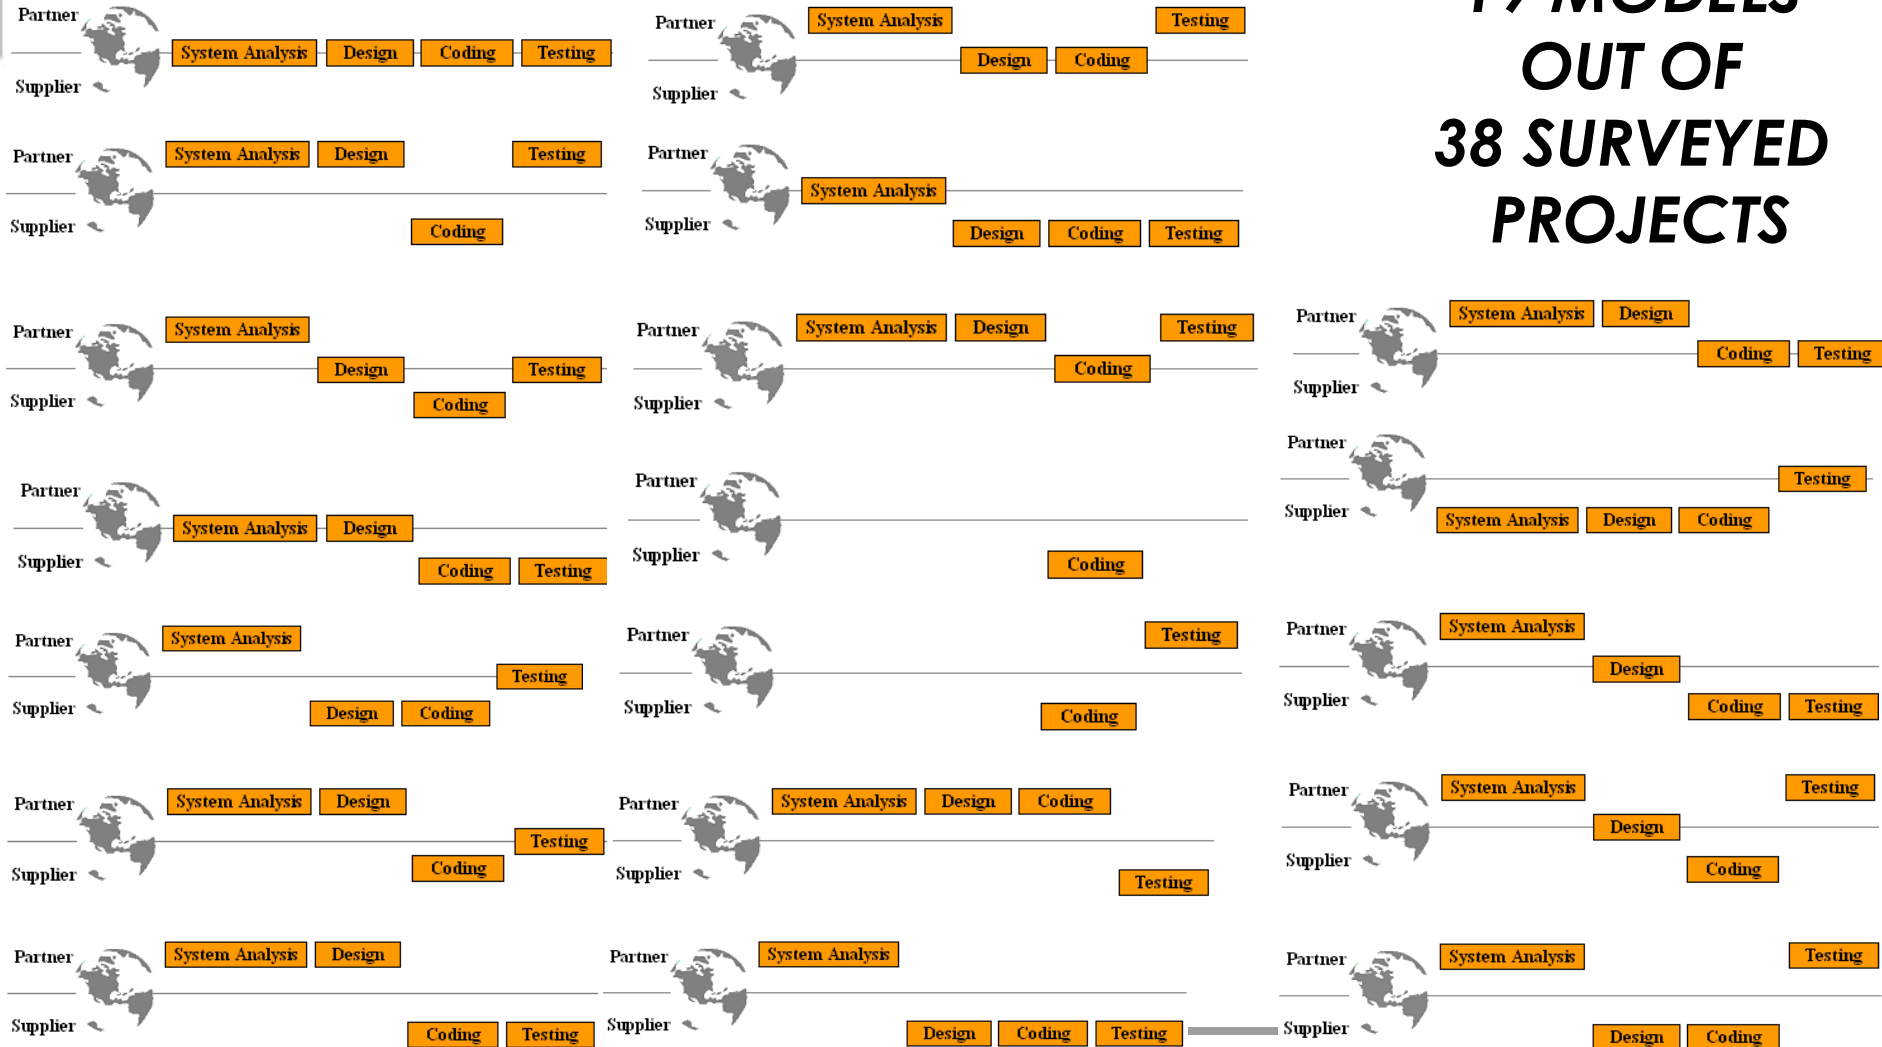 Partner
System Analysis Design Coding Testing
Supplier
Partner System Analysis Design Testing
Supplier Coding
Partner System Analysis
Design Testing
Supplier Coding
Partner
System Analysis Design
Supplier Coding Testing
Partner System Analysis
Testing
Supplier Design Coding
Partner System Analysis Design
Testing
Supplier Coding
Partner System Analysis Design
Supplier Coding Testing
Partner System Analysis Testing
Design Coding
Supplier
Partner
System Analysis
Supplier Design Coding Testing
Partner System Analysis Design Testing
Coding
Supplier
Partner
Supplier Coding
Partner Testing
Supplier Coding
Partner System Analysis Design Coding
Supplier Testing
Partner System Analysis
Supplier Design Coding Testing
19 MODELS
OUT OF
38 SURVEYED
PROJECTS
Partner System Analysis Design
Coding Testing
Supplier
Partner
Testing
Supplier System Analysis Design Coding
Partner System Analysis
Design
Supplier Coding Testing
Partner System Analysis Testing
Design
Supplier Coding
Partner System Analysis Testing
Supplier Design Coding